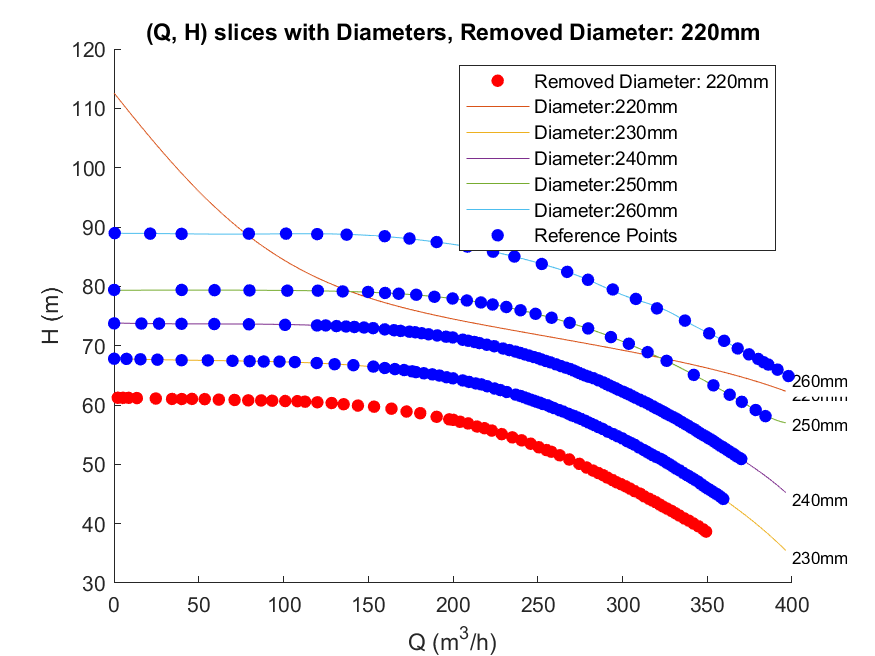 (Q, H) slices with Diameters, Removed Diameter: 220mm
120
110
100
90
80
70
60
50
40
30
H (m)
Removed Diameter: 220mm
Diameter:220mm
Diameter:230mm
Diameter:240mm
Diameter:250mm
Diameter:260mm
Reference Points
260mm
220mm
250mm
240mm
230mm
0
50
100
150
200
250
300
350
400
Q (m³/h)